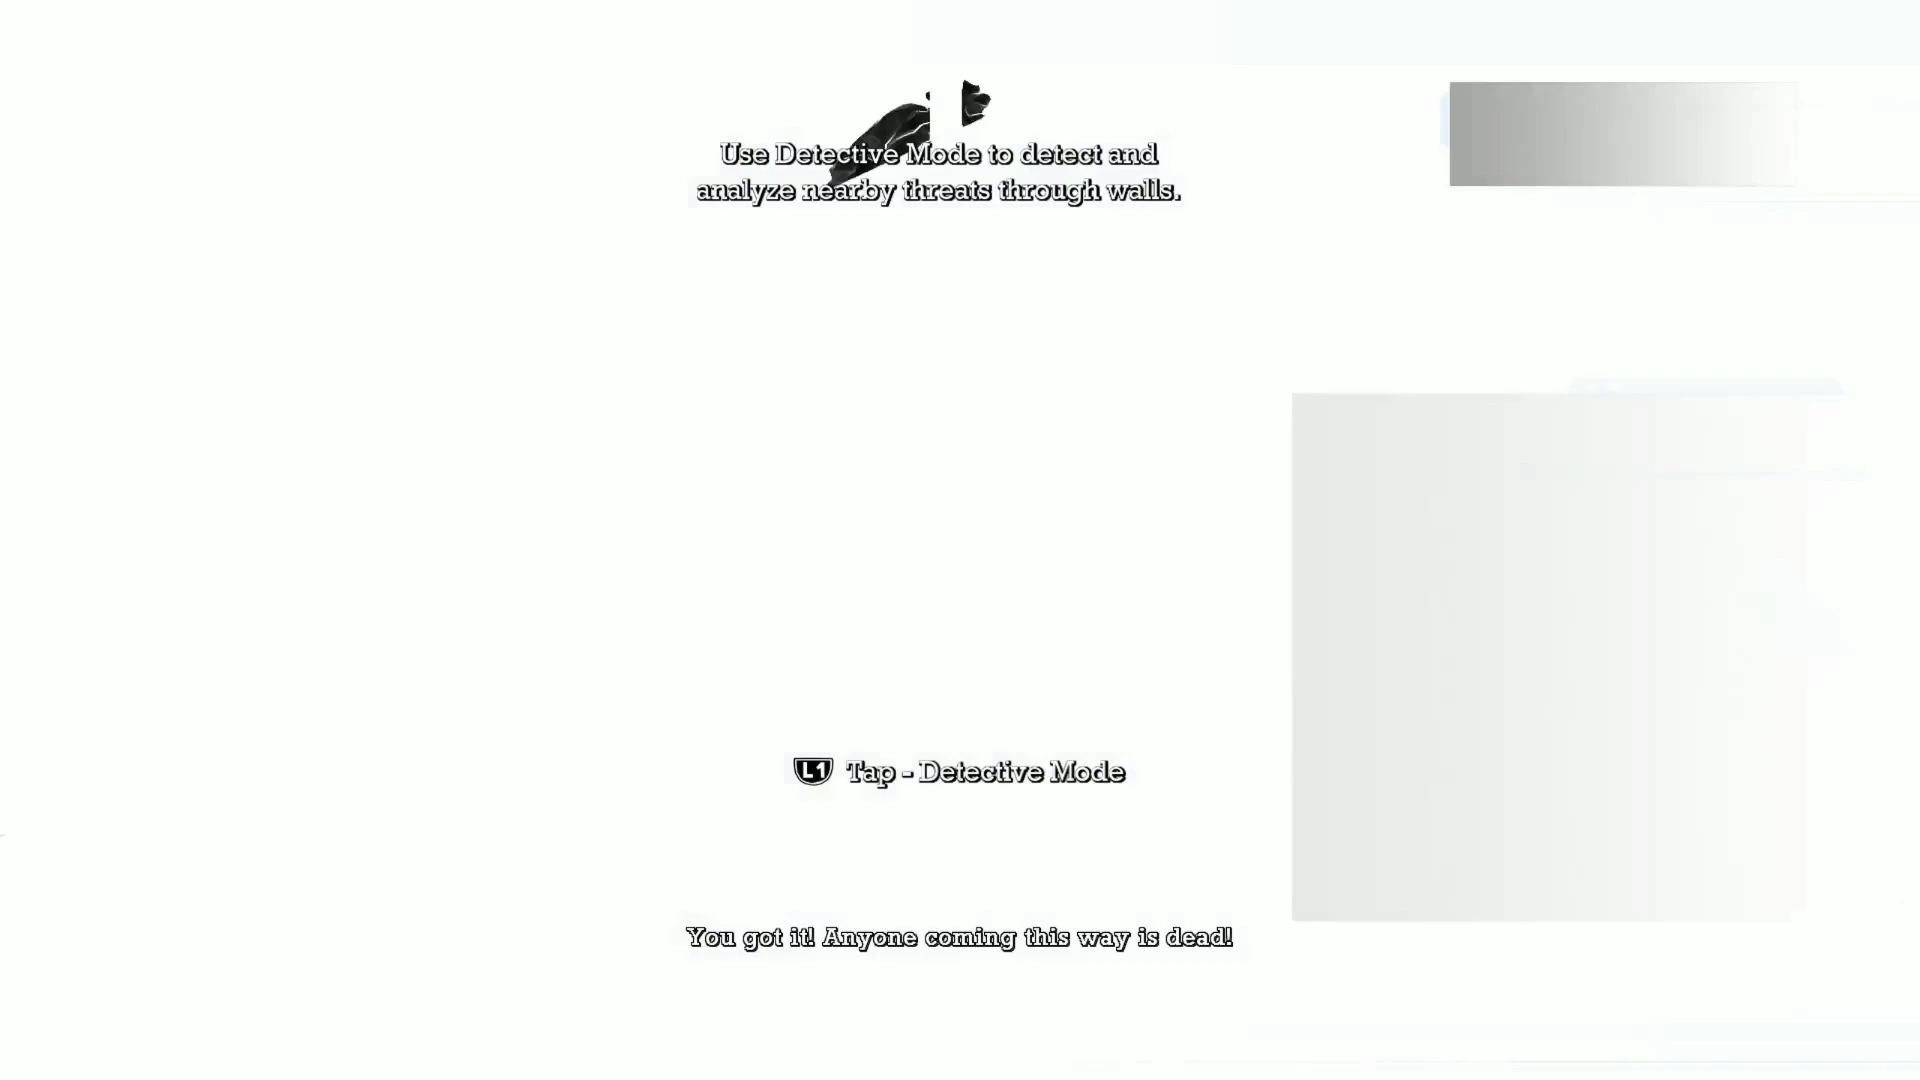 Use Detective Mode to detect and
analyze nearby threats through walls.
L1 Tap - Detective Mode
You got it! Anyone coming this way is dead!